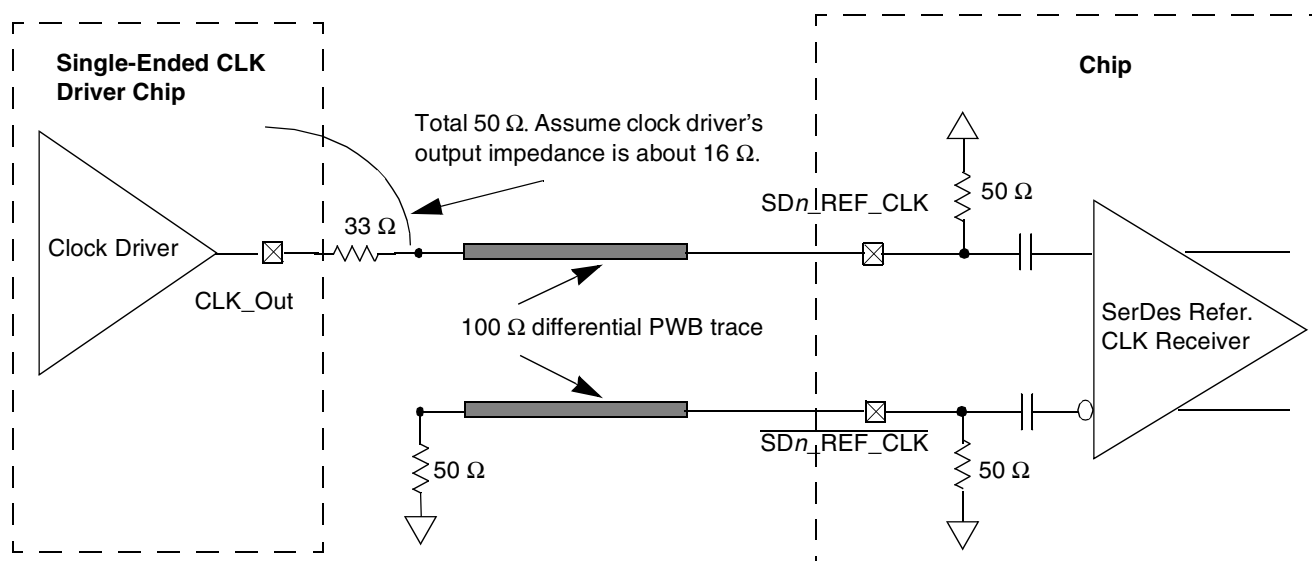 Single-Ended CLK
Driver Chip
Chip
Total 50 Ω. Assume clock driver's
output impedance is about 16 Ω.
SDn_REF_CLK
50 Ω
33 Ω
Clock Driver
CLK_Out
100 Ω differential PWB trace
SerDes Refer.
CLK Receiver
SDn_REF_CLK
50 Ω
50 Ω